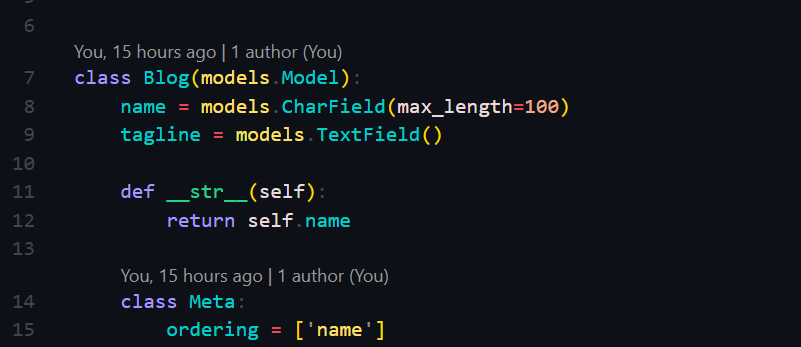 6
You, 15 hours ago | 1 author (You)
7 class Blog(models.Model):
8     name = models.CharField(max_length=100)
9     tagline = models.TextField()
10
11     def __str__(self):
12         return self.name
13
You, 15 hours ago | 1 author (You)
14     class Meta:
15         ordering = ['name']